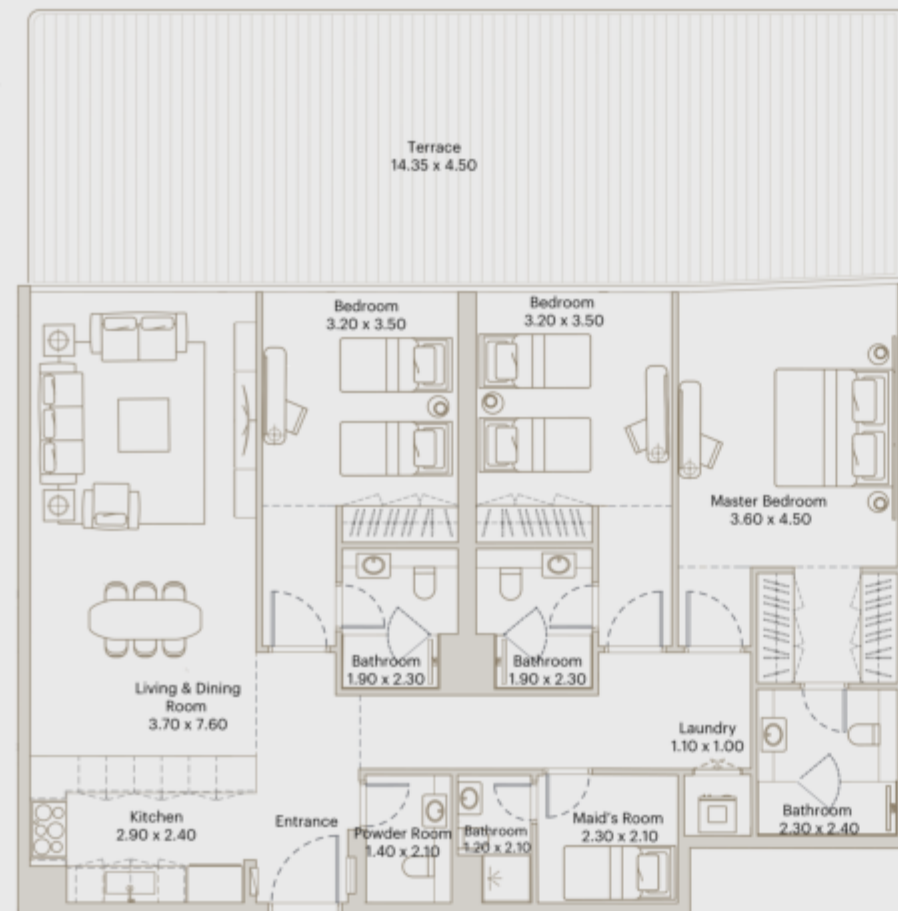 Terrace
14.35 x 4.50
Bedroom
3.20 x 3.50
Bedroom
3.20 x 3.50
Master Bedroom
3.60 x 4.50
Bathroom
1.90 x 2.30
Bathroom
1.90 x 2.30
Living & Dining
Room
3.70 x 7.60
Laundry
1.10 x 1.00
Kitchen
2.90 x 2.40
Entrance
Powder Room
1.40 x 2.10
Bathroom
1.20 x 2.10
Maid's Room
2.30 x 2.10
Bathroom
2.30 x 2.40